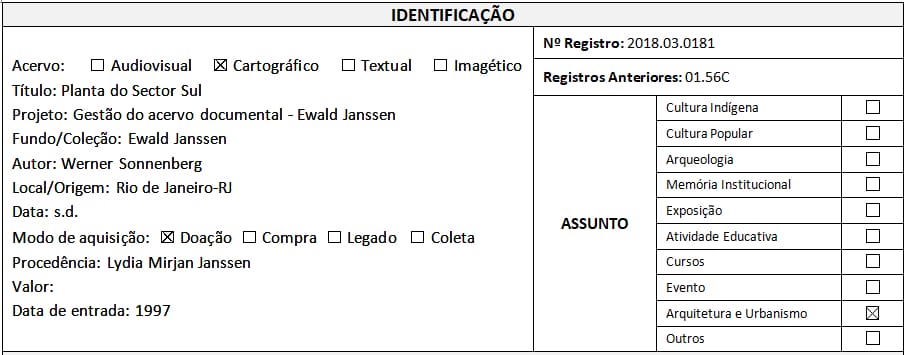 IDENTIFICAÇÃO
Acervo: ☐ Audiovisual ☒ Cartográfico ☐ Textual ☐ Imagético
Título: Planta do Sector Sul
Projeto: Gestão do acervo documental - Ewald Janssen
Fundo/Coleção: Ewald Janssen
Autor: Werner Sonnenberg
Local/Origem: Rio de Janeiro-RJ
Data: s.d.
Modo de aquisição: ☒ Doação ☐ Compra ☐ Legado ☐ Coleta
Procedência: Lydia Mirjan Janssen
Valor:
Data de entrada: 1997
Nº Registro: 2018.03.0181
Registros Anteriores: 01.56C
ASSUNTO
Cultura Indígena ☐
Cultura Popular ☐
Arqueologia ☐
Memória Institucional ☐
Exposição ☐
Atividade Educativa ☐
Cursos ☐
Evento ☐
Arquitetura e Urbanismo ☒
Outros ☐